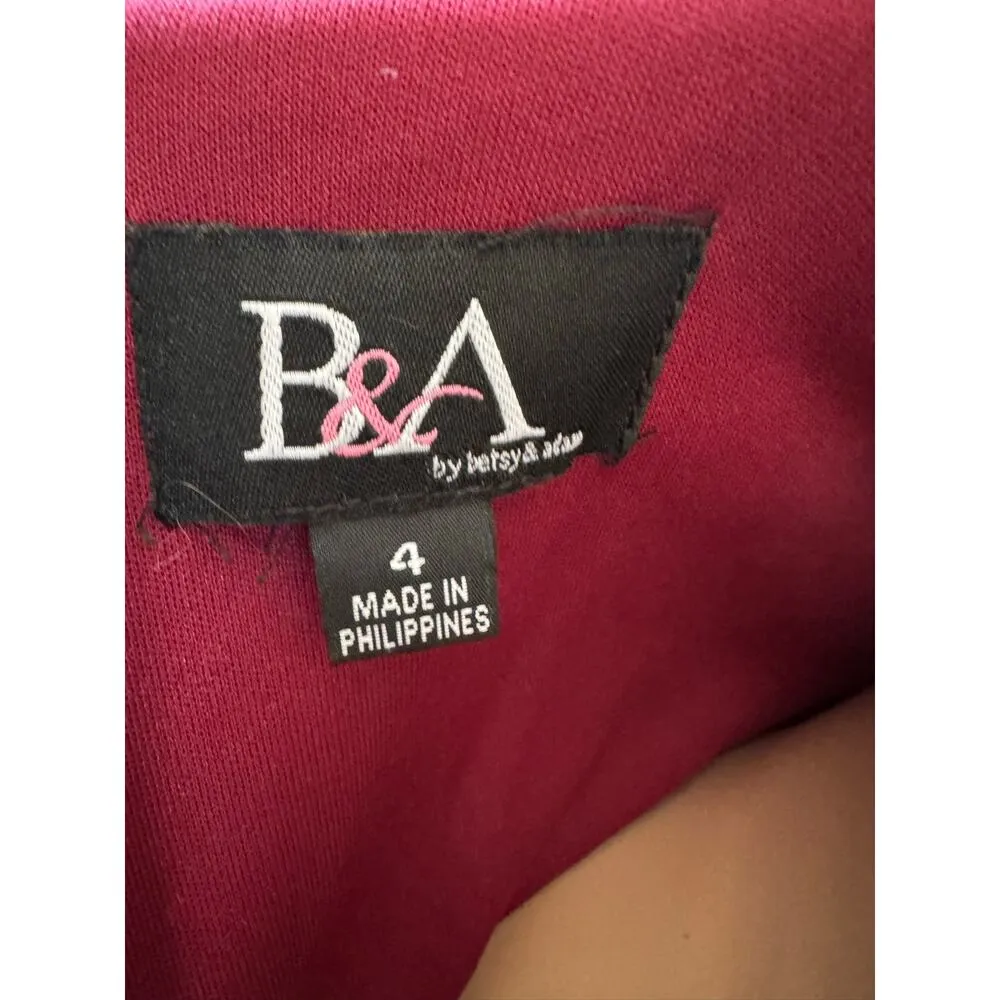 B&A
by betsy & adam
4
MADE IN
PHILIPPINES